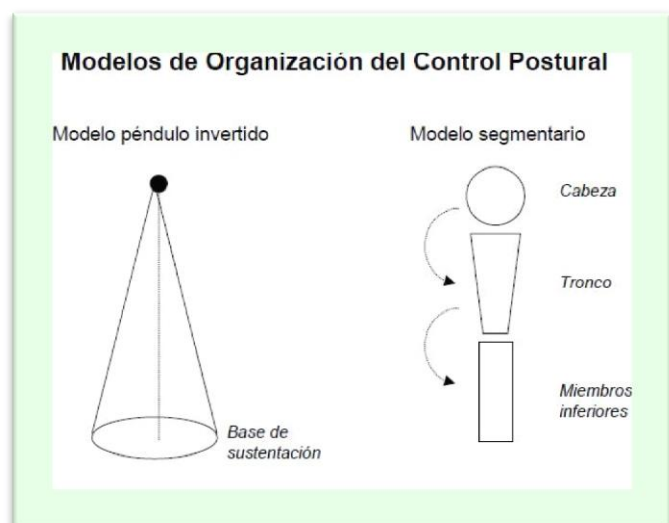 Modelos de Organización del Control Postural
Modelo péndulo invertido
Modelo segmentario
Cabeza
Tronco
Base de
sustentación
Miembros
inferiores